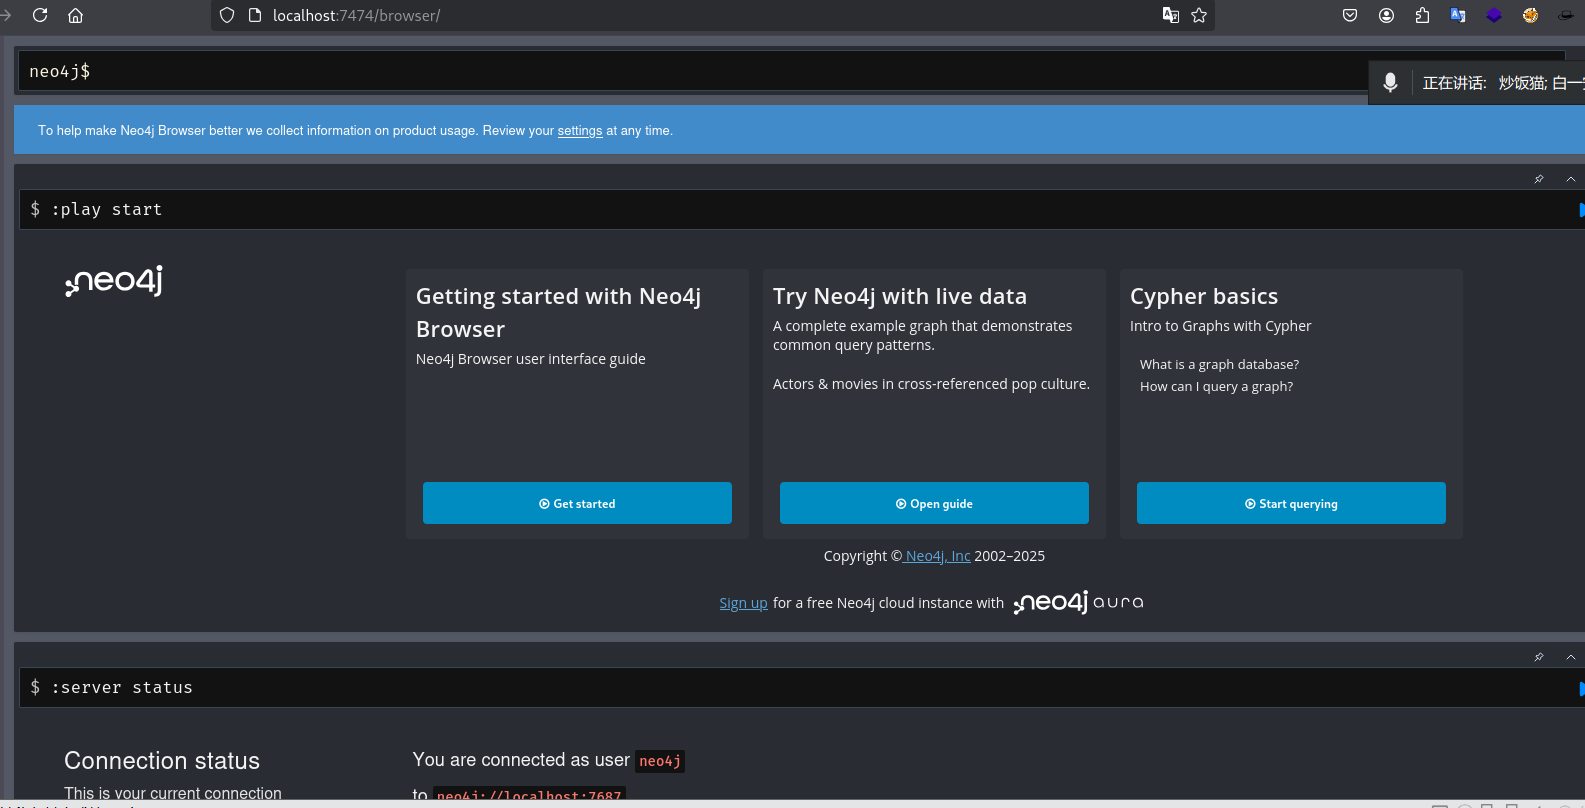 localhost:7474/browser/
neo4j$
正在讲话: 炒饭猫; 白一
To help make Neo4j Browser better we collect information on product usage. Review your settings at any time.
$ :play start
neo4j
Getting started with Neo4j
Browser
Neo4j Browser user interface guide
Get started
Try Neo4j with live data
A complete example graph that demonstrates
common query patterns.
Actors & movies in cross-referenced pop culture.
Open guide
Cypher basics
Intro to Graphs with Cypher
What is a graph database?
How can I query a graph?
Start querying
Copyright © Neo4j, Inc 2002–2025
Sign up for a free Neo4j cloud instance with neo4j aura
$ :server status
Connection status
This is your current connection
You are connected as user neo4j
to neo4j://localhost:7687